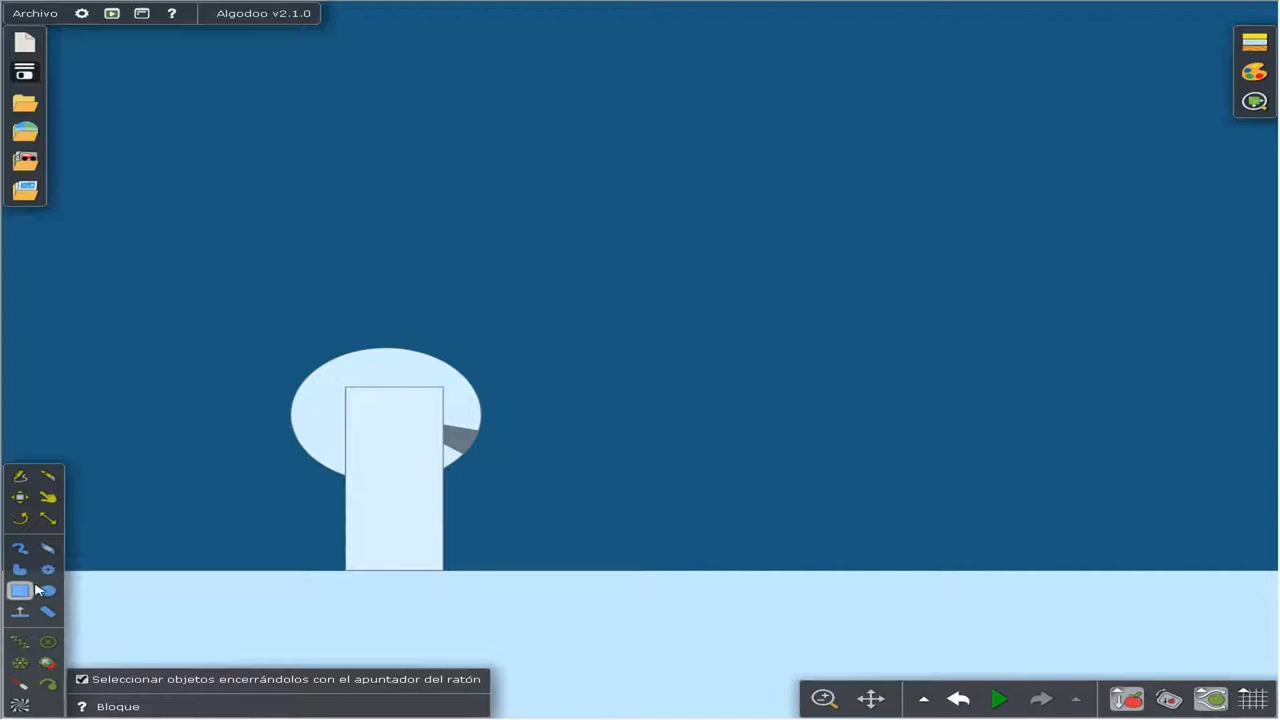 Archivo ? Algodoo v2.1.0
Seleccionar objetos encerrándolos con el apuntador del ratón
? Bloque